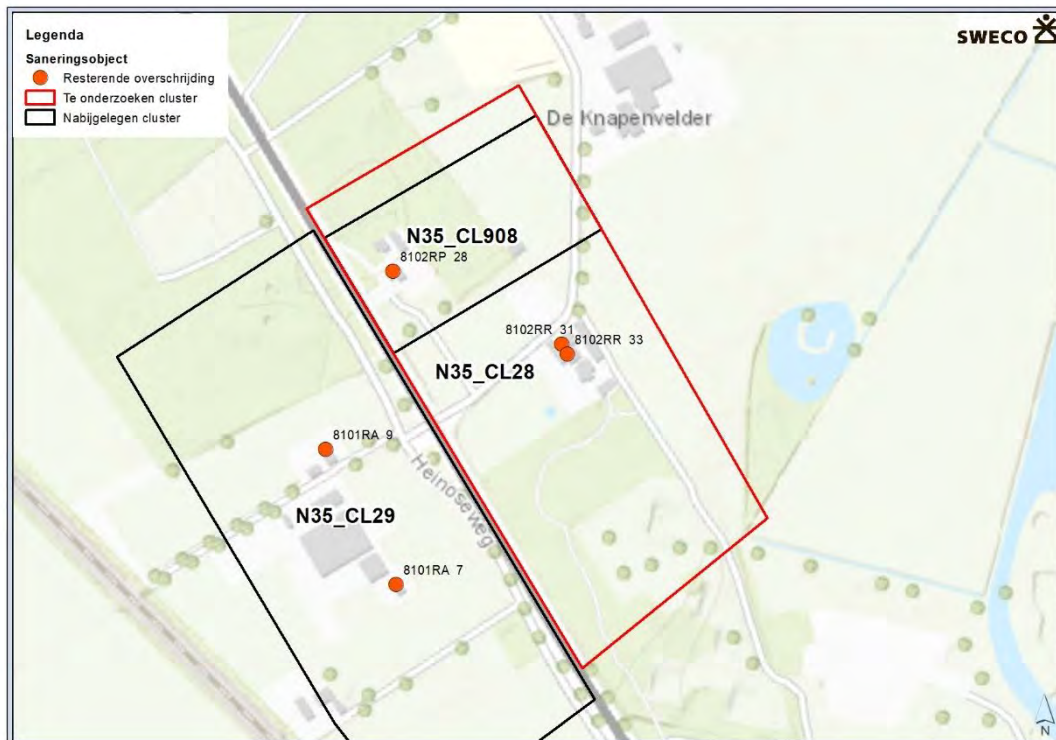 Legenda
Saneringsobject
Resterende overschrijding
Te onderzoeken cluster
Nabijgelegen cluster
SWECO
De Knapenvelder
N35_CL908
8102RP 28
8102RR 31
8102RR 33
N35_CL28
8101RA 9
Heinoseweg
N35_CL29
8101RA 7
N